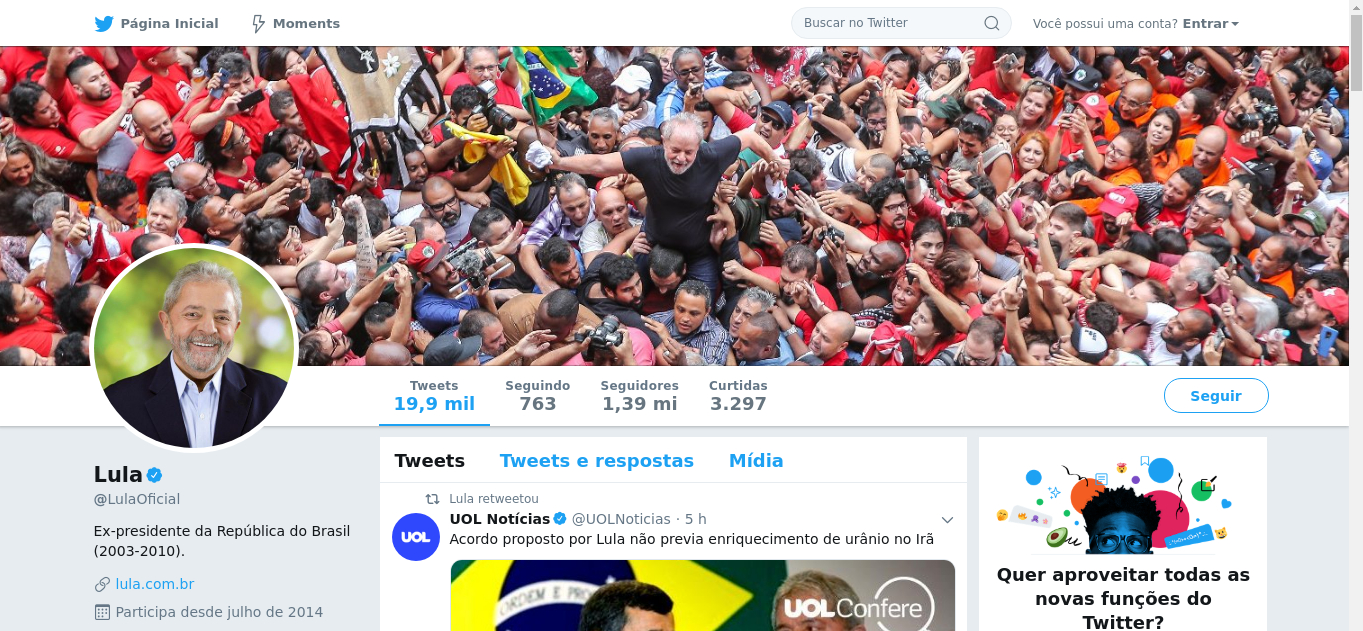 Página Inicial
Moments
Buscar no Twitter
Você possui uma conta? Entrar
Tweets
19,9 mil
Seguindo
763
Seguidores
1,39 mi
Curtidas
3.297
Seguir
Lula
@LulaOficial
Ex-presidente da República do Brasil
(2003-2010).
lula.com.br
Participa desde julho de 2014
Tweets
Tweets e respostas
Mídia
Lula retweetou
UOL
UOL Notícias @UOLNoticias · 5 h
Acordo proposto por Lula não previa enriquecimento de urânio no Irã
ORDEM E PRO
UOLConfere
Quer aproveitar todas as
novas funções do
Twitter?